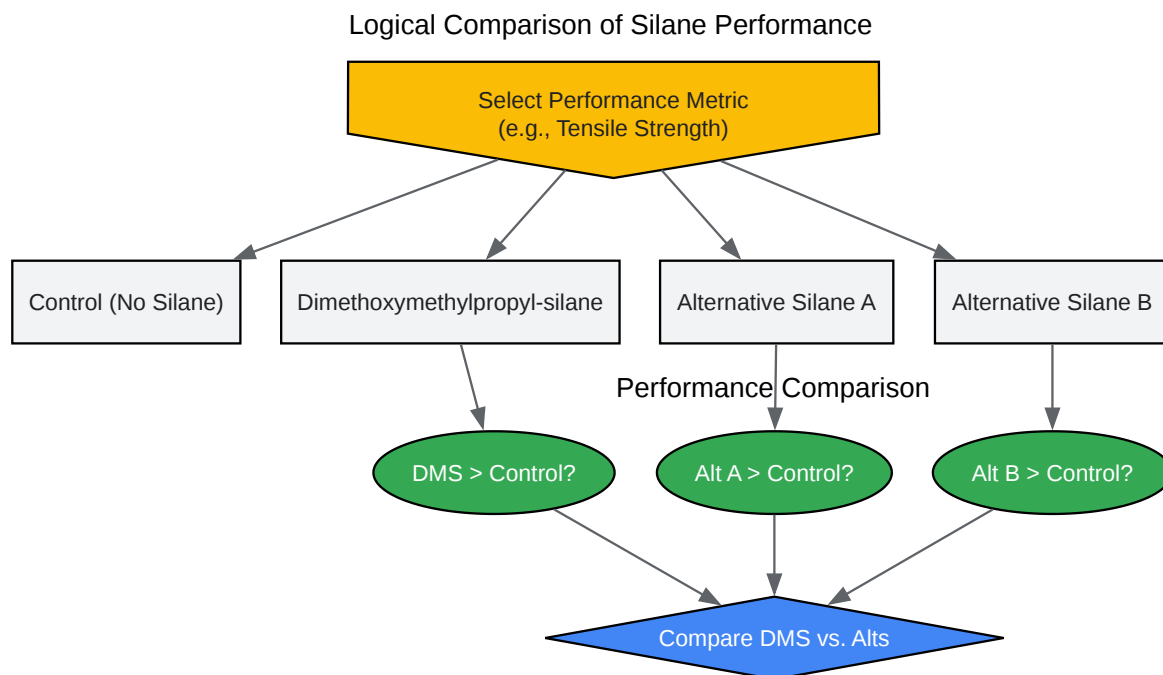 Logical Comparison of Silane Performance
Select Performance Metric
(e.g., Tensile Strength)
Control (No Silane)
Dimethoxymethylpropyl-silane
Alternative Silane A
Alternative Silane B
Performance Comparison
DMS > Control?
Alt A > Control?
Alt B > Control?
Compare DMS vs. Alts